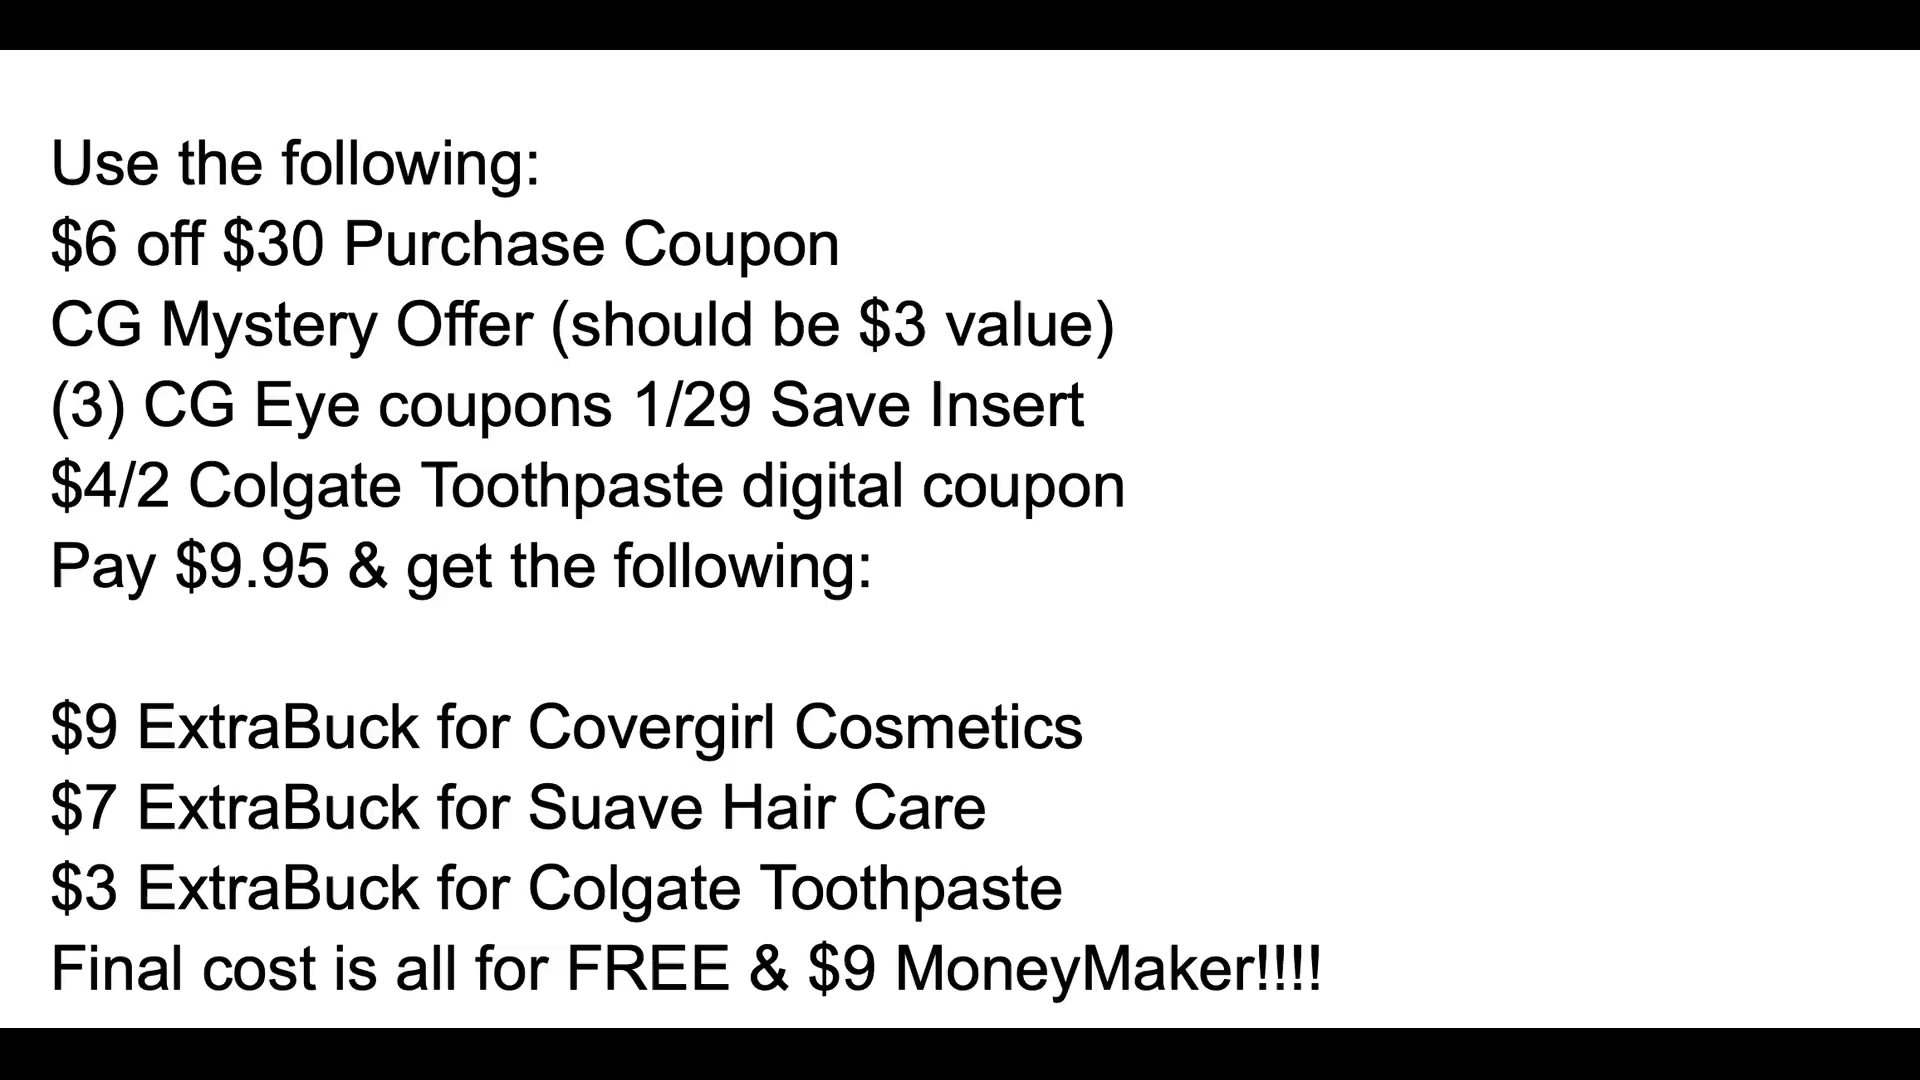 Use the following:
$6 off $30 Purchase Coupon
CG Mystery Offer (should be $3 value)
(3) CG Eye coupons 1/29 Save Insert
$4/2 Colgate Toothpaste digital coupon
Pay $9.95 & get the following:
$9 ExtraBuck for Covergirl Cosmetics
$7 ExtraBuck for Suave Hair Care
$3 ExtraBuck for Colgate Toothpaste
Final cost is all for FREE & $9 MoneyMaker!!!!